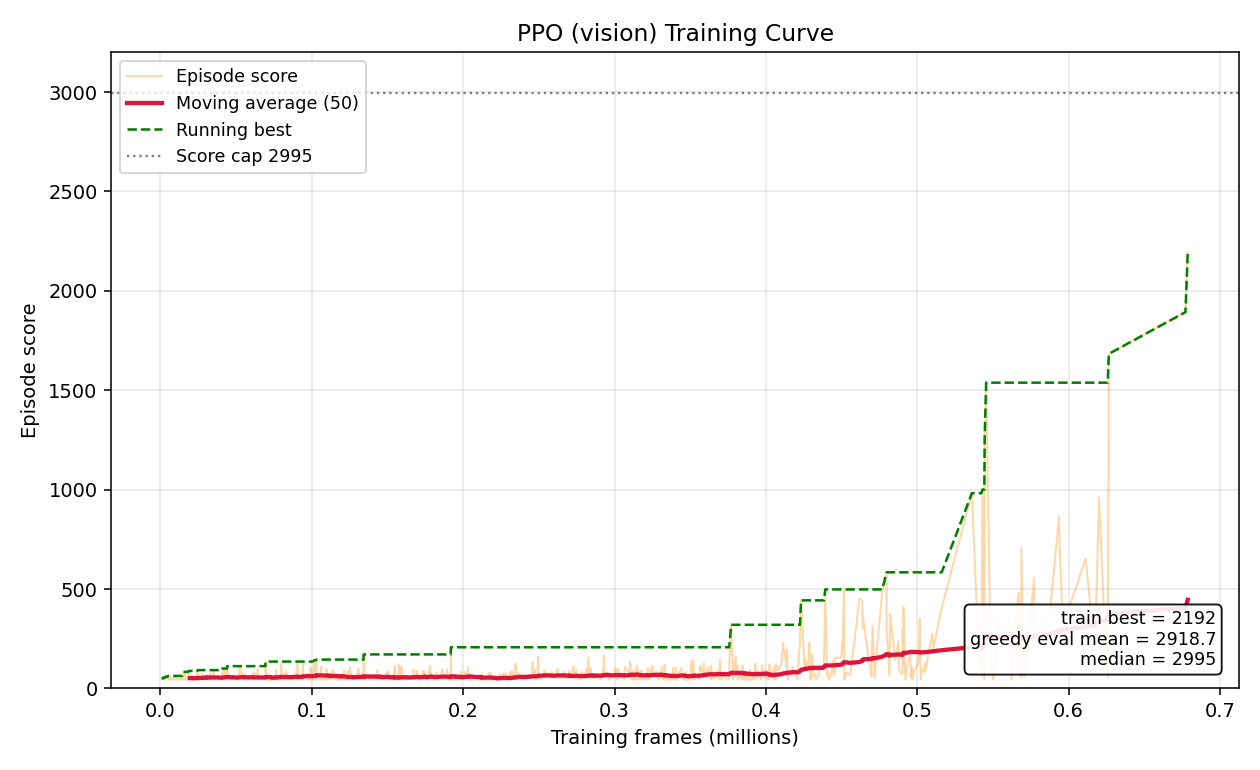 PPO (vision) Training Curve
Episode score
Moving average (50)
Running best
Score cap 2995
3000
2500
2000
1500
1000
500
0
Episode score
train best = 2192
greedy eval mean = 2918.7
median = 2995
0.0 0.1 0.2 0.3 0.4 0.5 0.6 0.7
Training frames (millions)